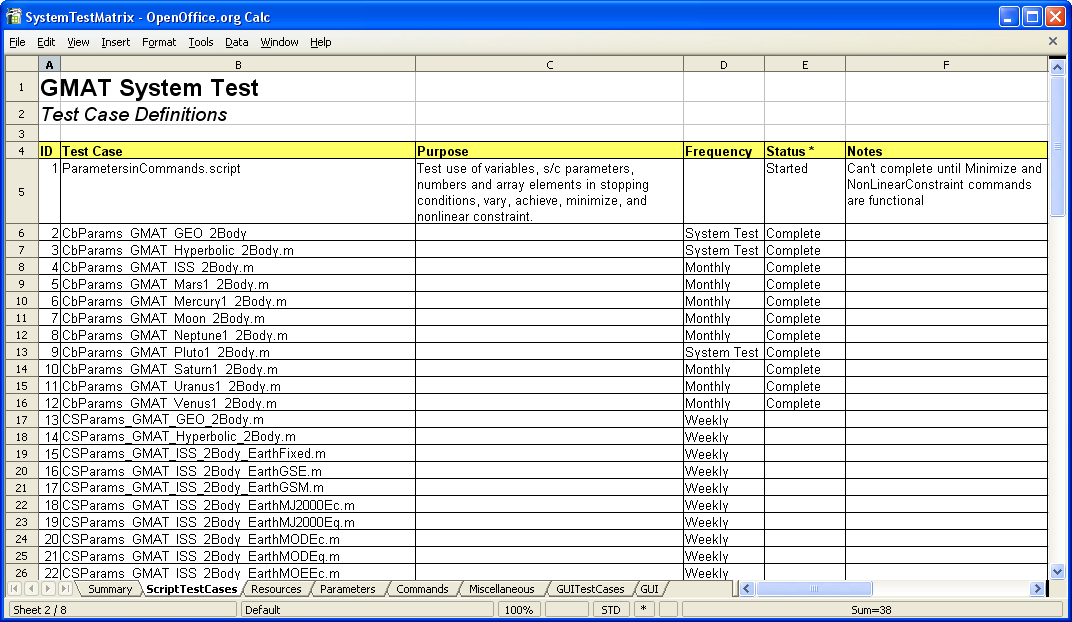 SystemTestMatrix - OpenOffice.org Calc
File Edit View Insert Format Tools Data Window Help
A B C D E F
1 GMAT System Test
2 Test Case Definitions
3
4 ID Test Case Purpose Frequency Status * Notes
5 1 ParametersinCommands.script Test use of variables, s/c parameters, numbers and array elements in stopping conditions, vary, achieve, minimize, and nonlinear constraint. Started Can't complete until Minimize and NonLinearConstraint commands are functional
6 2 CbParams_GMAT_GEO_2Body System Test Complete
7 3 CbParams_GMAT_Hyperbolic_2Body.m System Test Complete
8 4 CbParams_GMAT_ISS_2Body.m Monthly Complete
9 5 CbParams_GMAT_Mars1_2Body.m Monthly Complete
10 6 CbParams_GMAT_Mercury1_2Body.m Monthly Complete
11 7 CbParams_GMAT_Moon_2Body.m Monthly Complete
12 8 CbParams_GMAT_Neptune1_2Body.m Monthly Complete
13 9 CbParams_GMAT_Pluto1_2Body.m System Test Complete
14 10 CbParams_GMAT_Saturn1_2Body.m Monthly Complete
15 11 CbParams_GMAT_Uranus1_2Body.m Monthly Complete
16 12 CbParams_GMAT_Venus1_2Body.m Monthly Complete
17 13 CSParams_GMAT_GEO_2Body.m Weekly
18 14 CSParams_GMAT_Hyperbolic_2Body.m Weekly
19 15 CSParams_GMAT_ISS_2Body_EarthFixed.m Weekly
20 16 CSParams_GMAT_ISS_2Body_EarthGSE.m Weekly
21 17 CSParams_GMAT_ISS_2Body_EarthGSM.m Weekly
22 18 CSParams_GMAT_ISS_2Body_EarthMJ2000Ec.m Weekly
23 19 CSParams_GMAT_ISS_2Body_EarthMJ2000Eq.m Weekly
24 20 CSParams_GMAT_ISS_2Body_EarthMODEc.m Weekly
25 21 CSParams_GMAT_ISS_2Body_EarthMODEq.m Weekly
26 22 CSParams_GMAT_ISS_2Body_EarthMOEEc.m Weekly
Summary ScriptTestCases Resources Parameters Commands Miscellaneous GUITestCases GUI
Sheet 2 / 8 Default 100% STD * Sum=38